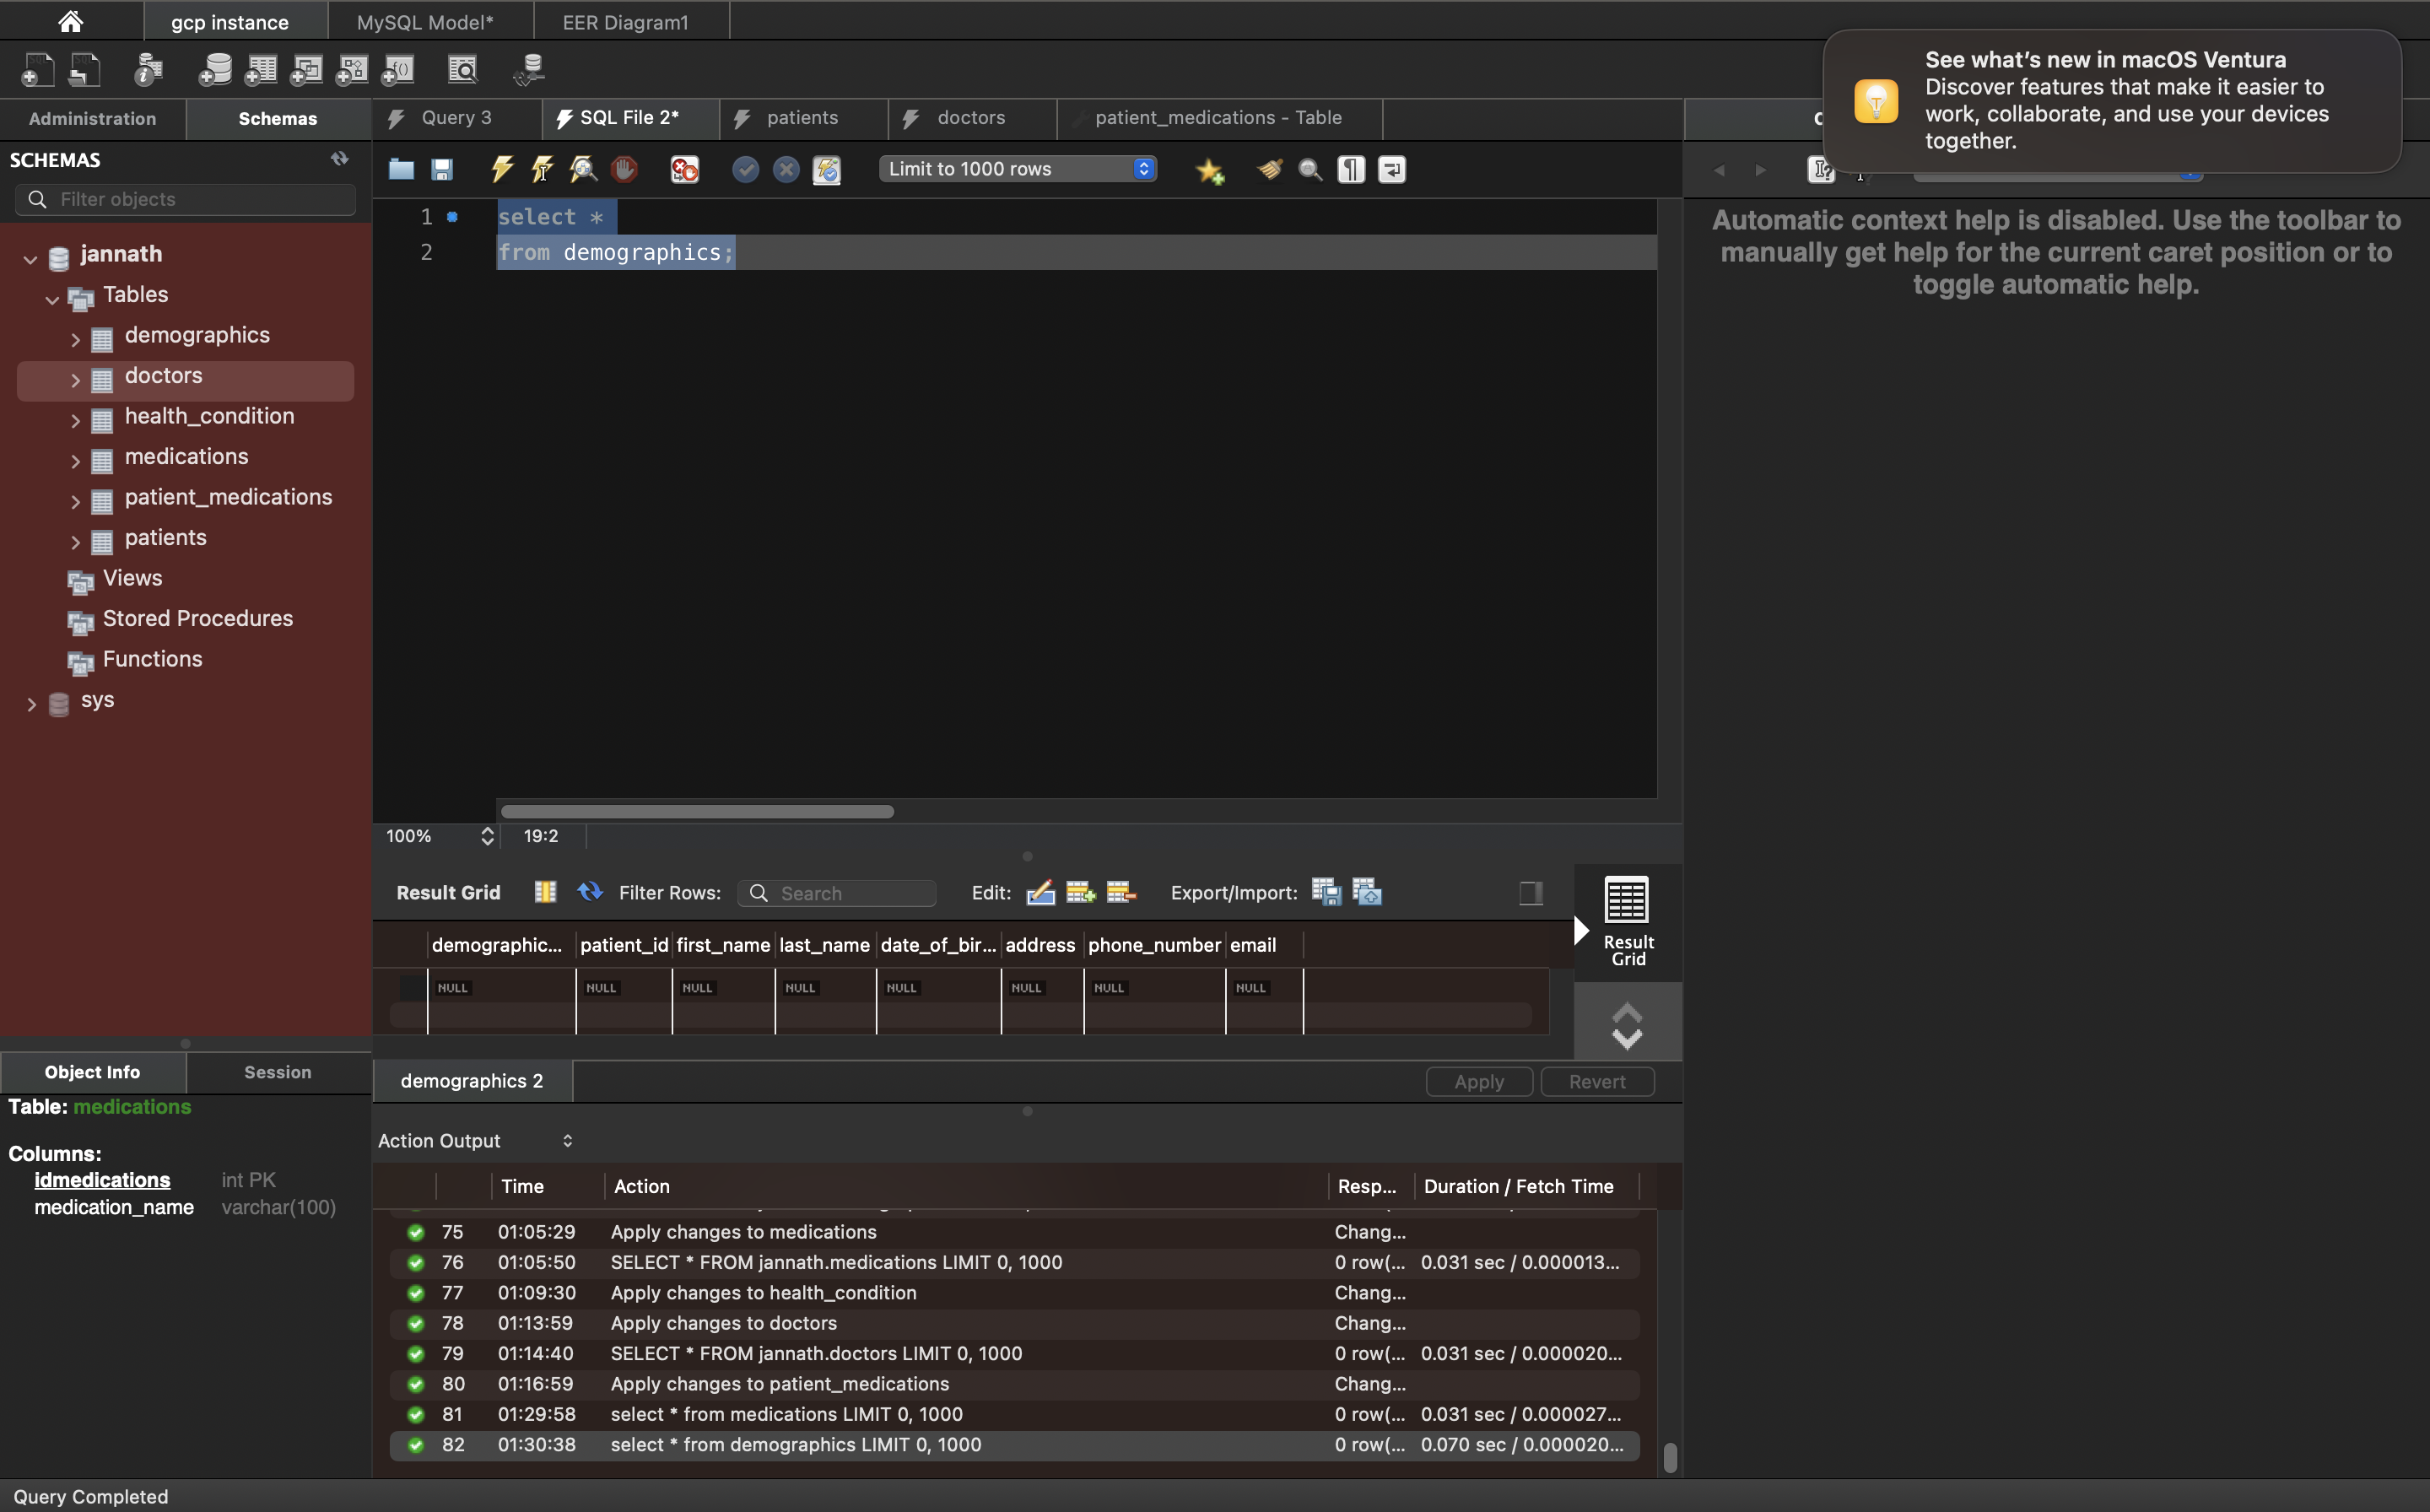 gcp instance
MySQL Model*
EER Diagram1
See what's new in macOS Ventura
Discover features that make it easier to
work, collaborate, and use your devices
together.
Administration
Schemas
Query 3
SQL File 2*
patients
doctors
patient_medications - Table
SCHEMAS
Limit to 1000 rows
Filter objects
1
select *
2
from demographics;
Automatic context help is disabled. Use the toolbar to
manually get help for the current caret position or to
toggle automatic help.
jannath
Tables
demographics
doctors
health_condition
medications
patient_medications
patients
Views
Stored Procedures
Functions
sys
100%
19:2
Result Grid
Filter Rows:
Search
Edit:
Export/Import:
Result
Grid
demographic...
patient_id
first_name
last_name
date_of_bir...
address
phone_number
email
NULL
NULL
NULL
NULL
NULL
NULL
NULL
NULL
Object Info
Session
demographics 2
Apply
Revert
Table: medications
Columns:
idmedications int PK
medication_name varchar(100)
Action Output
Time
Action
Resp...
Duration / Fetch Time
75 01:05:29 Apply changes to medications Chang...
76 01:05:50 SELECT * FROM jannath.medications LIMIT 0, 1000 0 row(... 0.031 sec / 0.000013...
77 01:09:30 Apply changes to health_condition Chang...
78 01:13:59 Apply changes to doctors Chang...
79 01:14:40 SELECT * FROM jannath.doctors LIMIT 0, 1000 0 row(... 0.031 sec / 0.000020...
80 01:16:59 Apply changes to patient_medications Chang...
81 01:29:58 select * from medications LIMIT 0, 1000 0 row(... 0.031 sec / 0.000027...
82 01:30:38 select * from demographics LIMIT 0, 1000 0 row(... 0.070 sec / 0.000020...
Query Completed